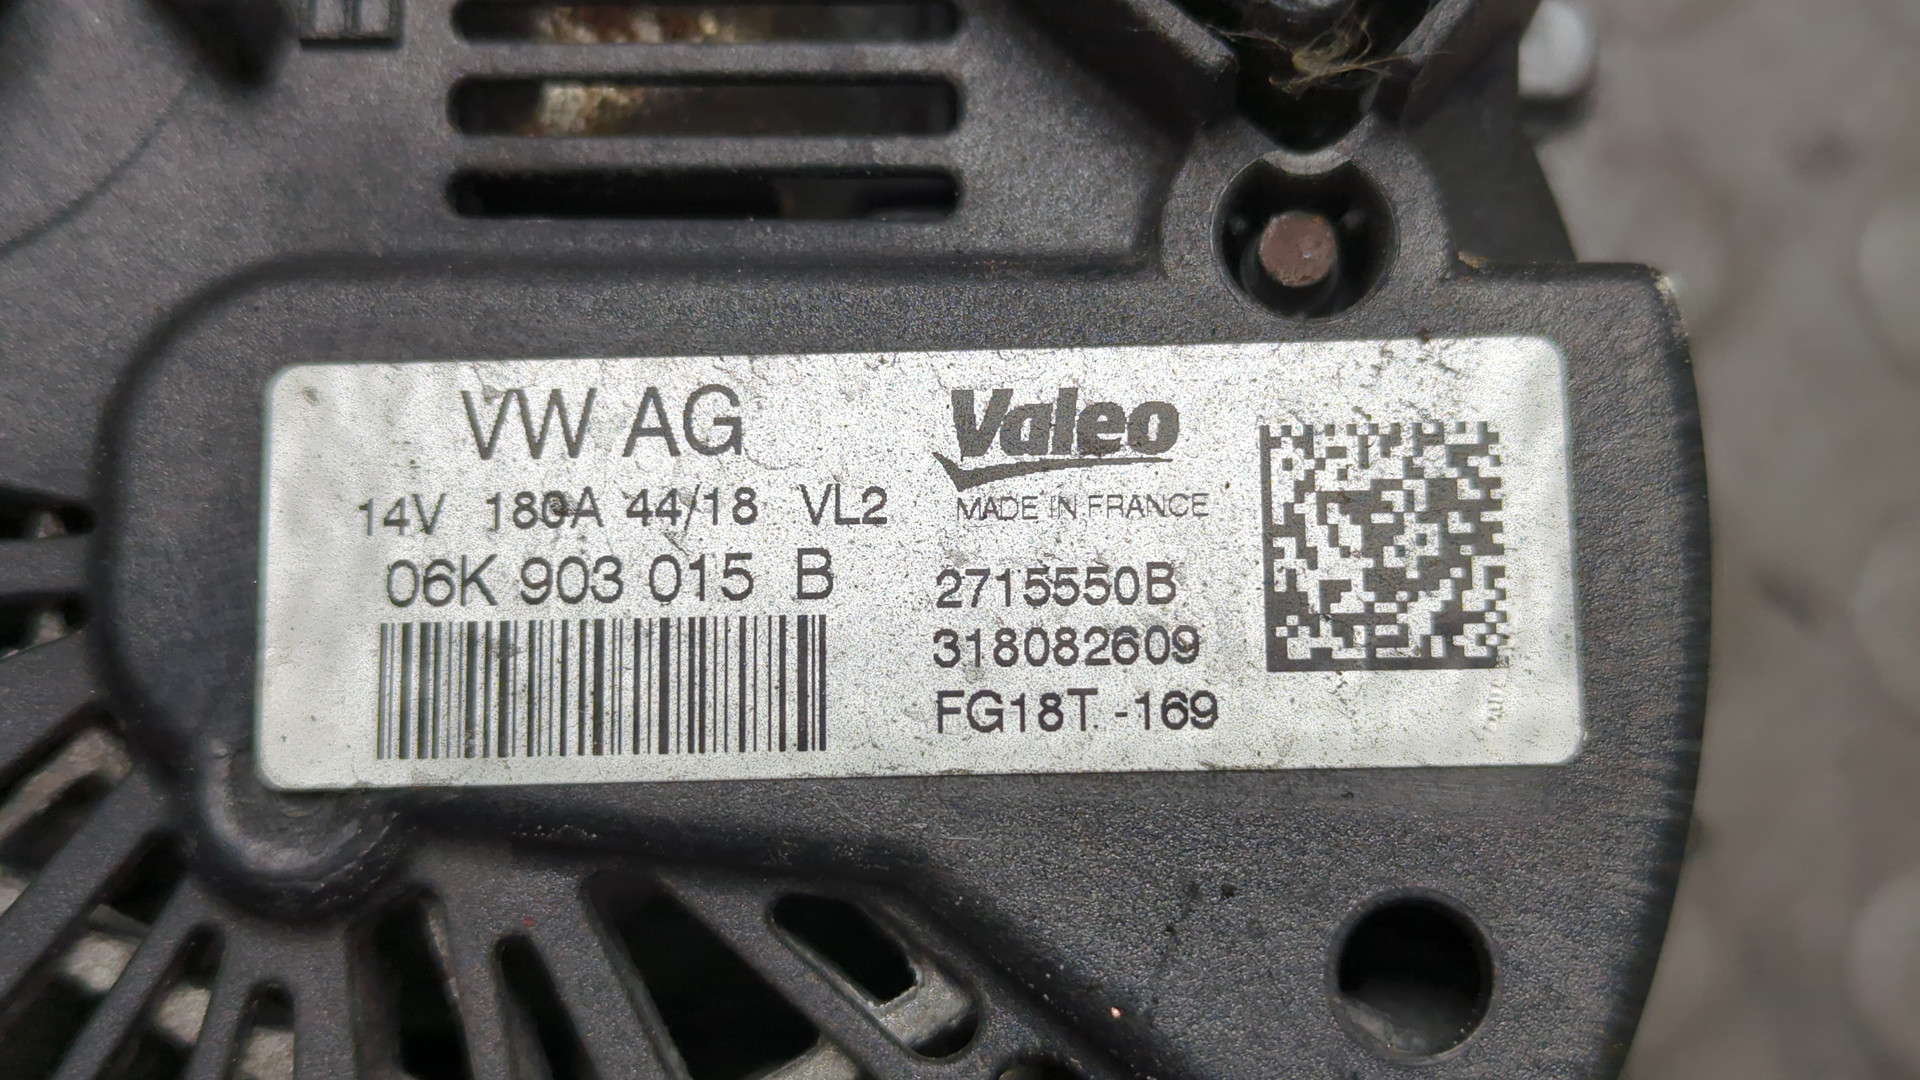 VW AG
14V 180A 44/18 VL2
06K 903 015 B
Valeo
MADE IN FRANCE
2715550B
318082609
FG18T -169